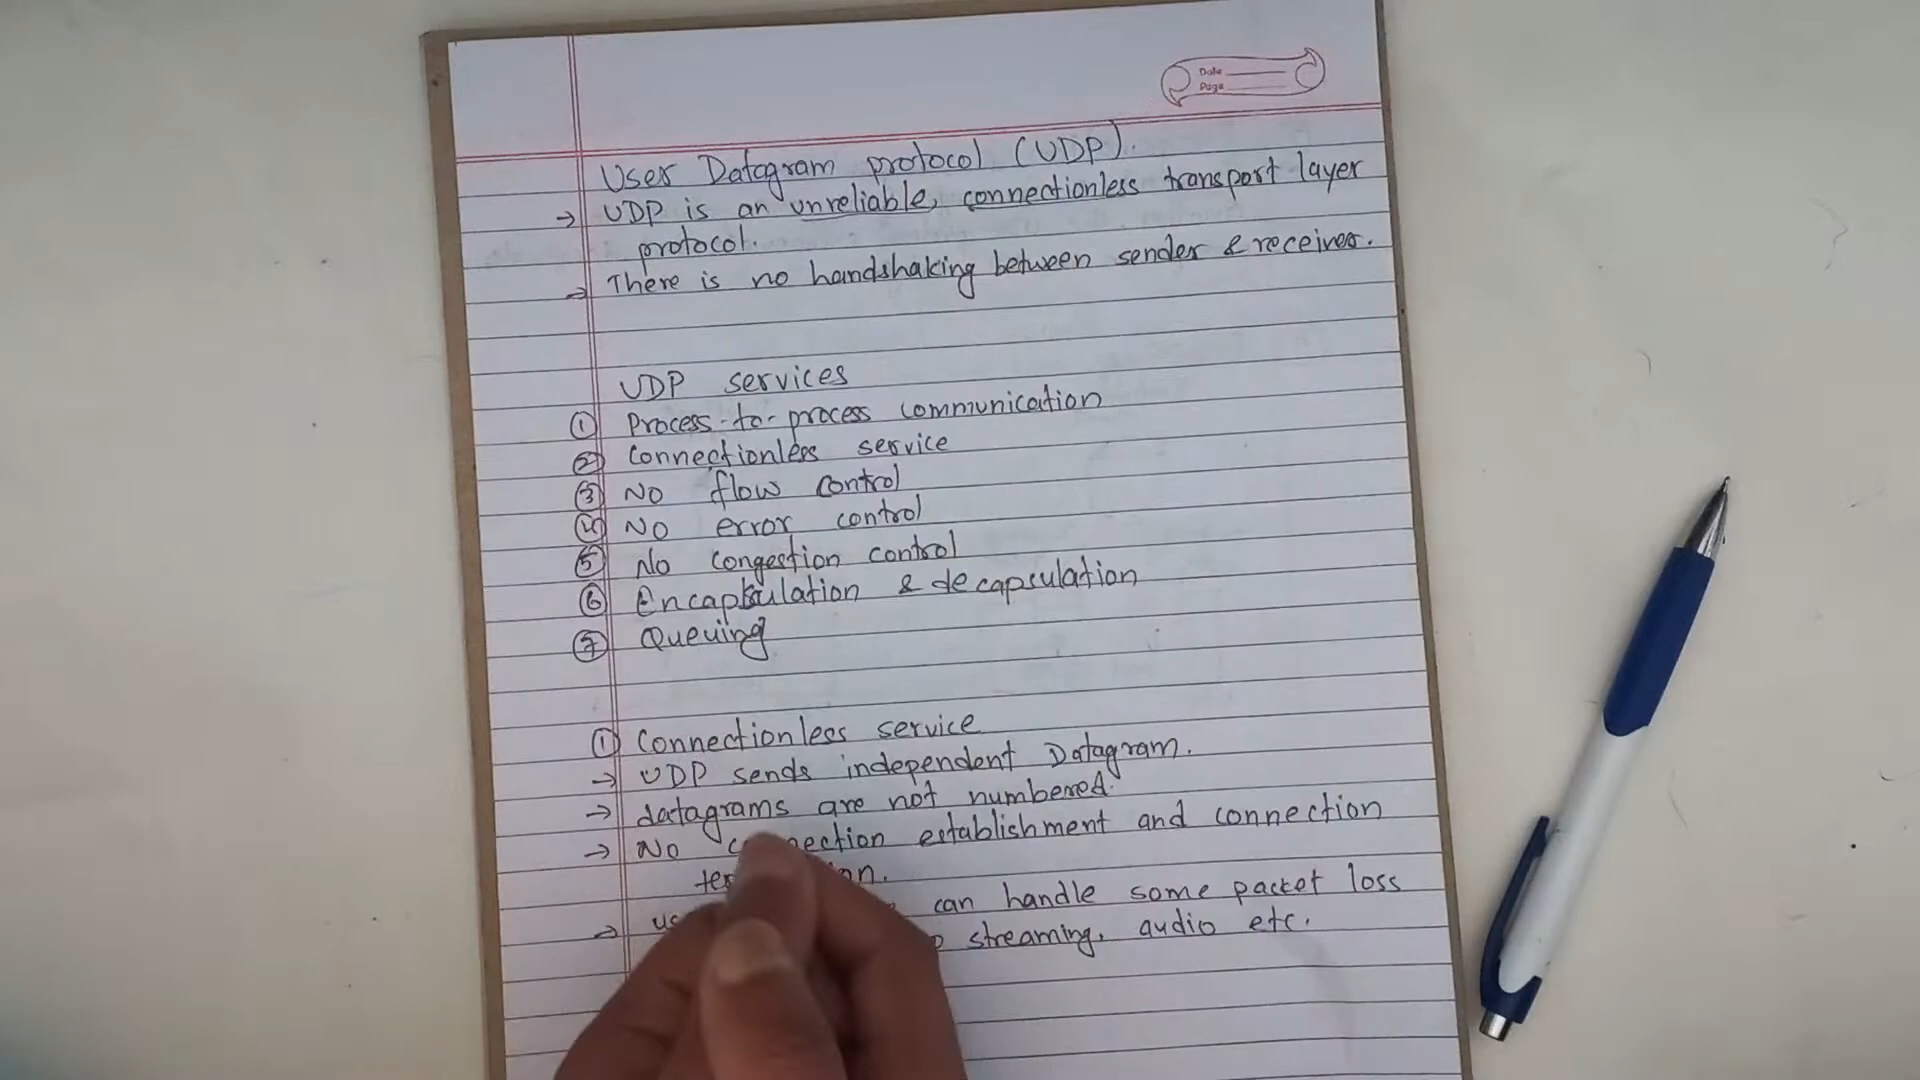 Date
Page
User Datagram protocol (UDP).
→ UDP is an unreliable, connectionless transport layer
protocol.
→ There is no handshaking between sender & receiver.
UDP services
① Process-to-process communication
② Connectionless service
③ No flow control
④ No error control
⑤ No congestion control
⑥ Encapsulation & decapsulation
⑦ Queuing
① Connectionless service
→ UDP sends independent Datagram.
→ datagrams are not numbered.
→ No connection establishment and connection
→ can handle some packet loss
streaming, audio etc.